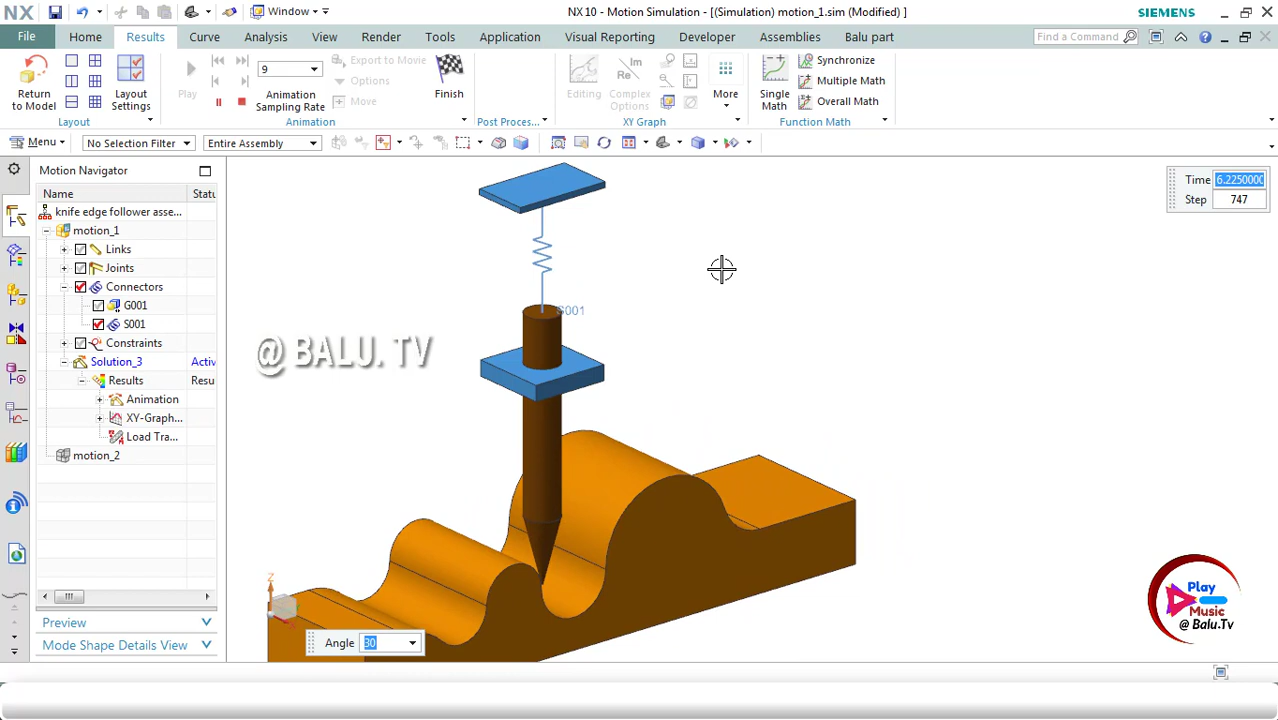 NX
Window
NX 10 - Motion Simulation - [(Simulation) motion_1.sim (Modified) ]
SIEMENS
File
Home
Results
Curve
Analysis
View
Render
Tools
Application
Visual Reporting
Developer
Assemblies
Balu part
Find a Command
Return to Model
Layout Settings
Layout
Play
9
Animation Sampling Rate
Export to Movie
Options
Move
Finish
Animation
Post Proces...
Editing
Complex Options
More
XY Graph
Single Math
Synchronize
Multiple Math
Overall Math
Function Math
Menu
No Selection Filter
Entire Assembly
Motion Navigator
Name
Statu
knife edge follower asse...
motion_1
Links
Joints
Connectors
G001
S001
Constraints
Solution_3
Activ
Results
Resu
Animation
XY-Graph...
Load Tra...
motion_2
Preview
Mode Shape Details View
Time
6.2250000
Step
747
S001
@ BALU. TV
Z
Angle
30
Play
Music
@ Balu.Tv